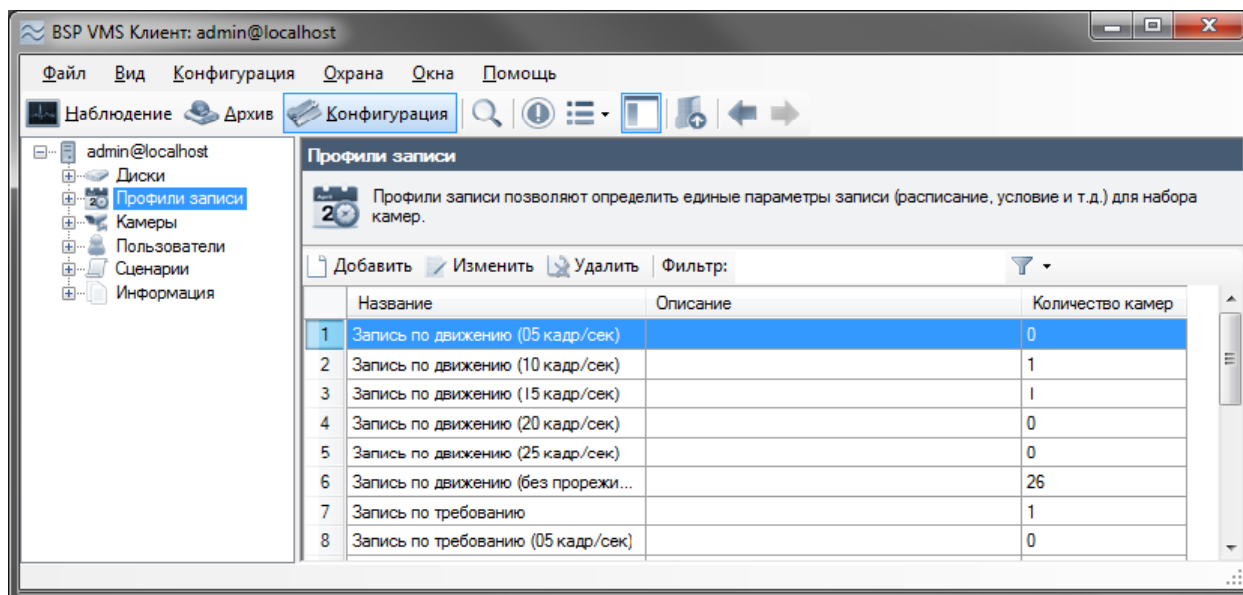 BSP VMS Клиент: admin@localhost
Файл Вид Конфигурация Охрана Окна Помощь
Наблюдение Архив Конфигурация
admin@localhost
Диски
Профили записи
Камеры
Пользователи
Сценарии
Информация
Профили записи
Профили записи позволяют определить единые параметры записи (расписание, условие и т.д.) для набора
камер.
Добавить Изменить Удалить Фильтр:
Название Описание Количество камер
1 Запись по движению (05 кадр/сек) 0
2 Запись по движению (10 кадр/сек) 1
3 Запись по движению (15 кадр/сек) 1
4 Запись по движению (20 кадр/сек) 0
5 Запись по движению (25 кадр/сек) 0
6 Запись по движению (без прорежи... 26
7 Запись по требованию 1
8 Запись по требованию (05 кадр/сек) 0